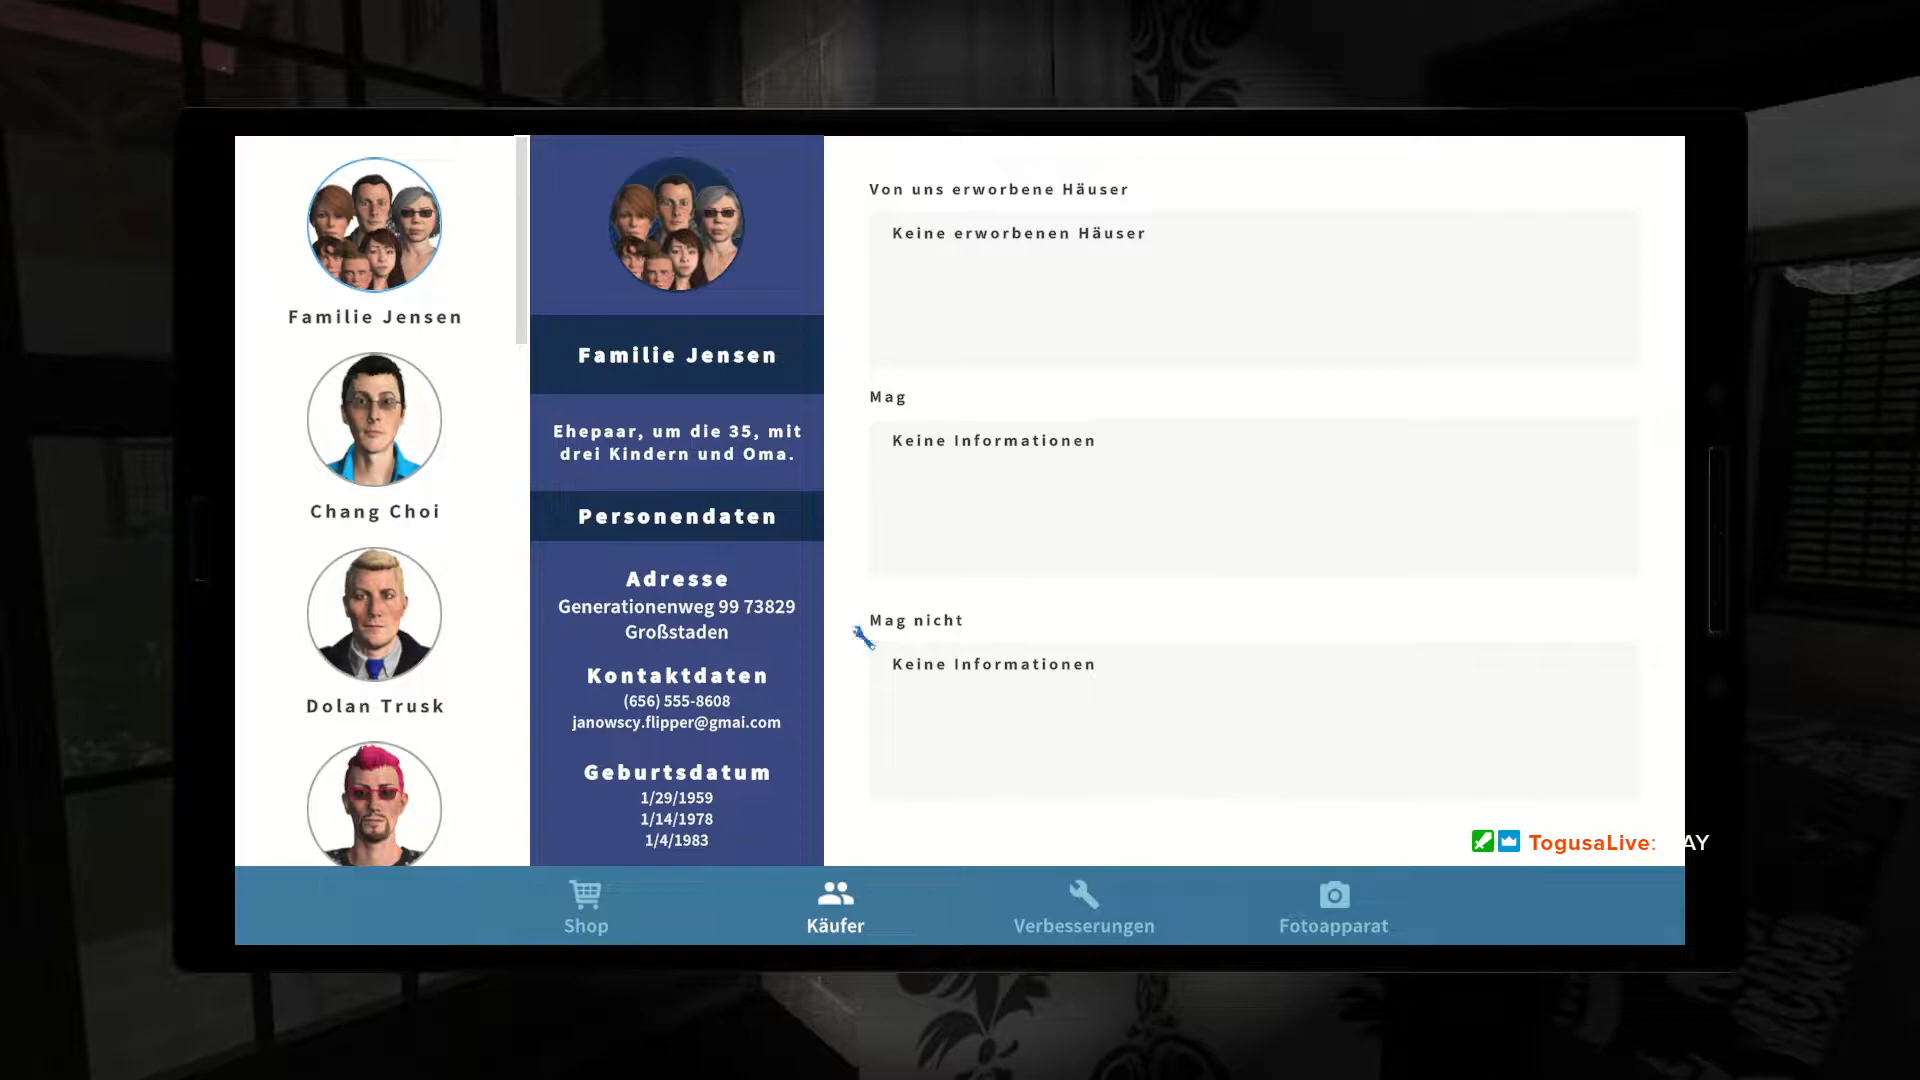 Familie Jensen
Chang Choi
Dolan Trusk
Familie Jensen
Ehepaar, um die 35, mit
drei Kindern und Oma.
Personendaten
Adresse
Generationenweg 99 73829
Großstaden
Kontaktdaten
(656) 555-8608
janowscy.flipper@gmai.com
Geburtsdatum
1/29/1959
1/14/1978
1/4/1983
Von uns erworbene Häuser
Keine erworbenen Häuser
Mag
Keine Informationen
Mag nicht
Keine Informationen
TogusaLive: AY
Shop
Käufer
Verbesserungen
Fotoapparat